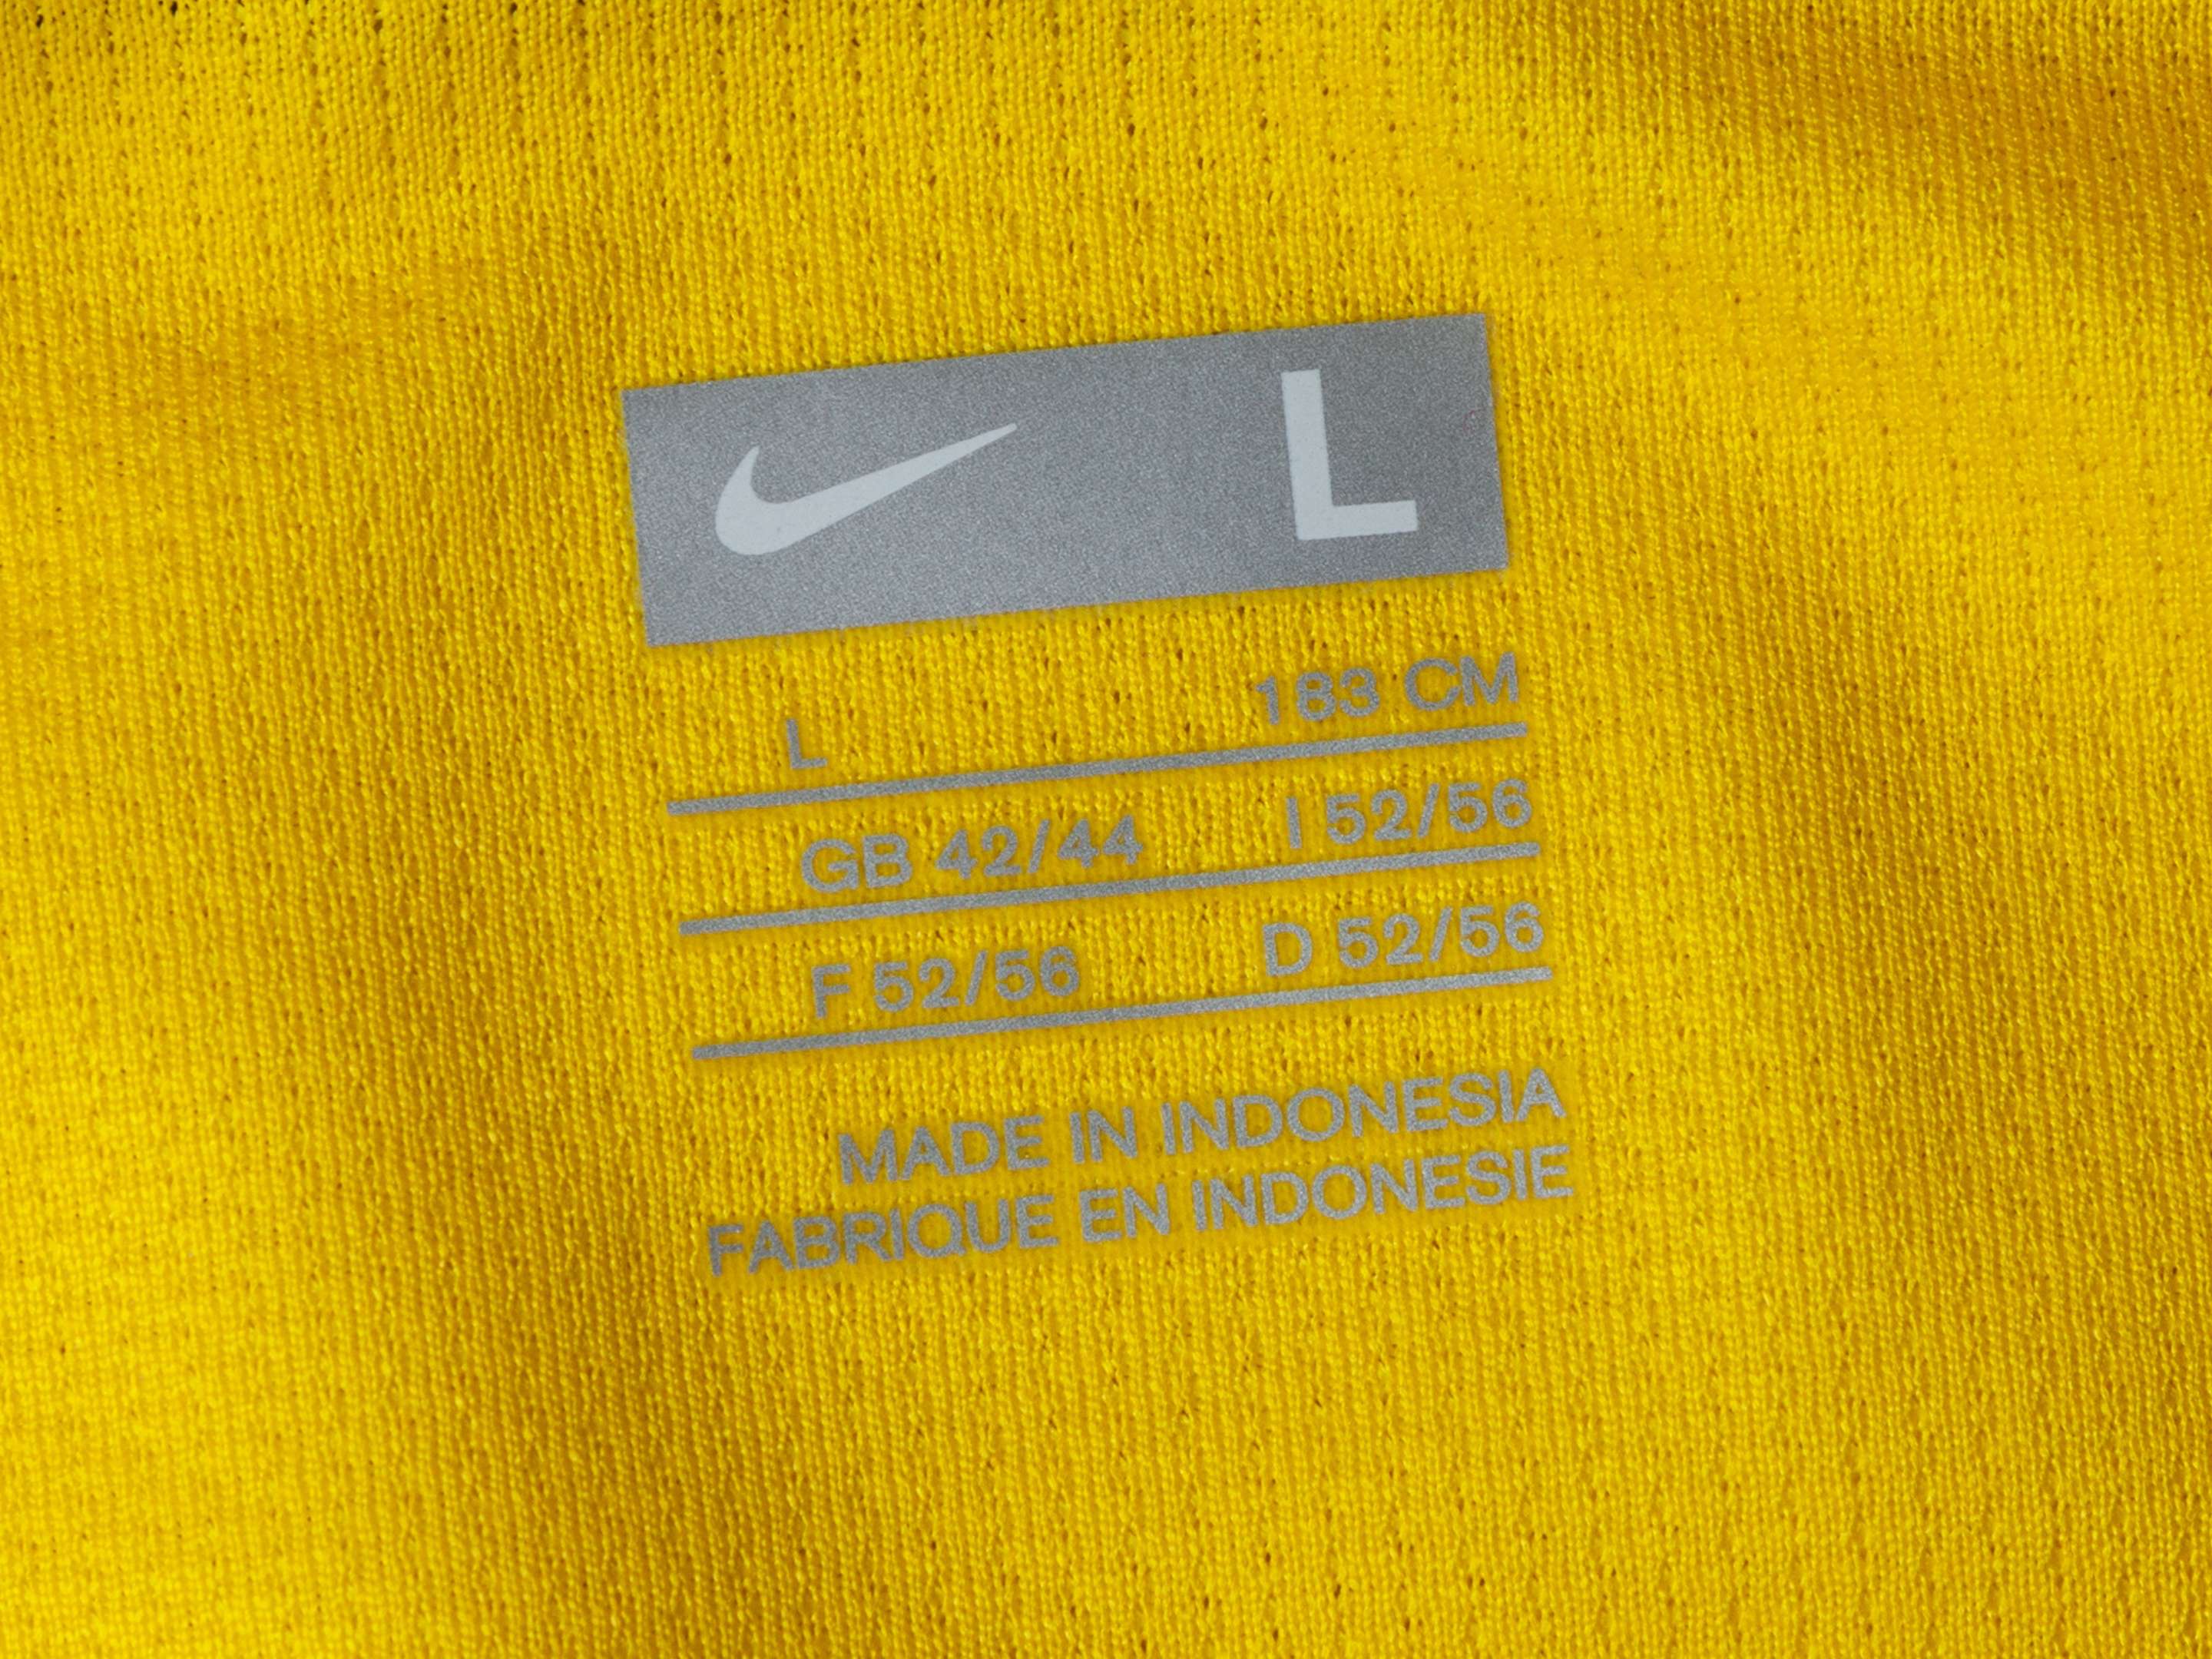 L
L 183 CM
GB 42/44 I 52/56
F 52/56 D 52/56
MADE IN INDONESIA
FABRIQUE EN INDONESIE